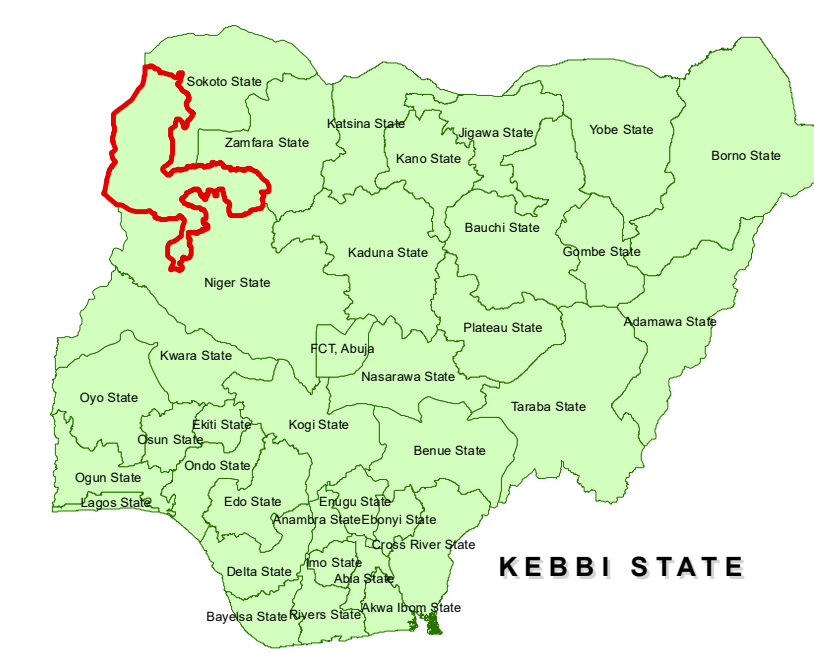 Sokoto State
Katsina State
Zamfara State
Kano State
Jigawa State
Yobe State
Borno State
Bauchi State
Gombe State
Kaduna State
Niger State
Adamawa State
Plateau State
FCT, Abuja
Kwara State
Nasarawa State
Oyo State
Taraba State
Ekiti State
Kogi State
Osun State
Benue State
Ondo State
Ogun State
Lagos State
Edo State
Enugu State
Anambra State
Ebonyi State
Cross River State
Imo State
Delta State
Abia State
Akwa Ibom State
Bayelsa State
Rivers State
KEBBI STATE